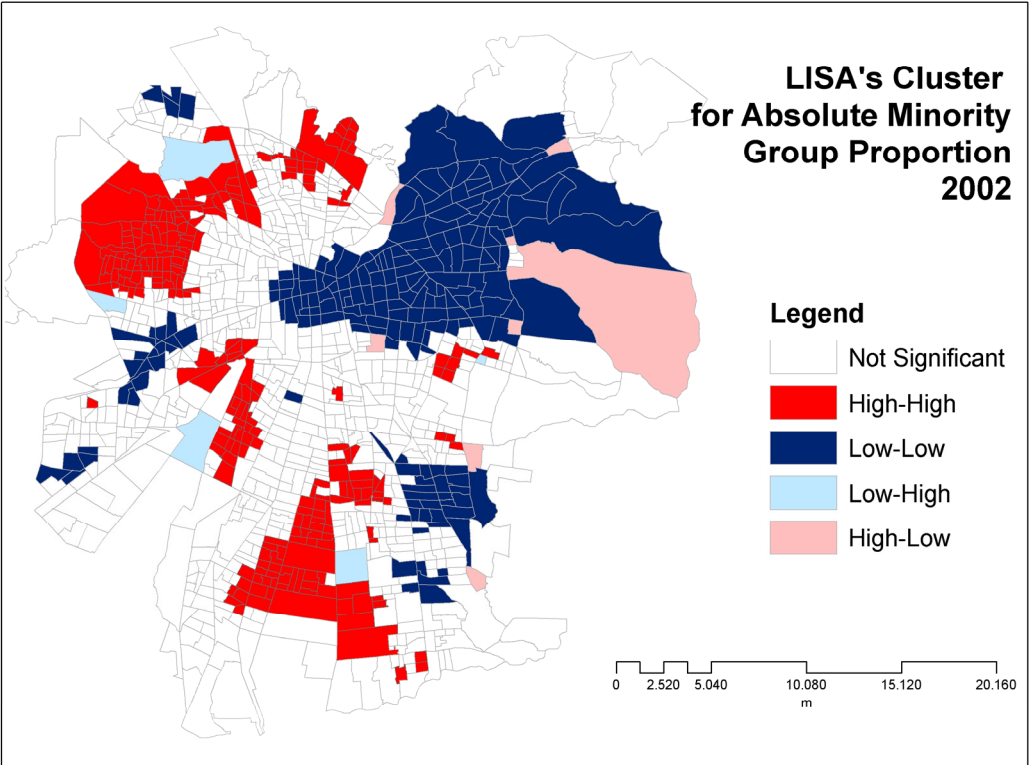 LISA's Cluster
for Absolute Minority
Group Proportion
2002
Legend
Not Significant
High-High
Low-Low
Low-High
High-Low
0 2.520 5.040 10.080 15.120 20.160
m